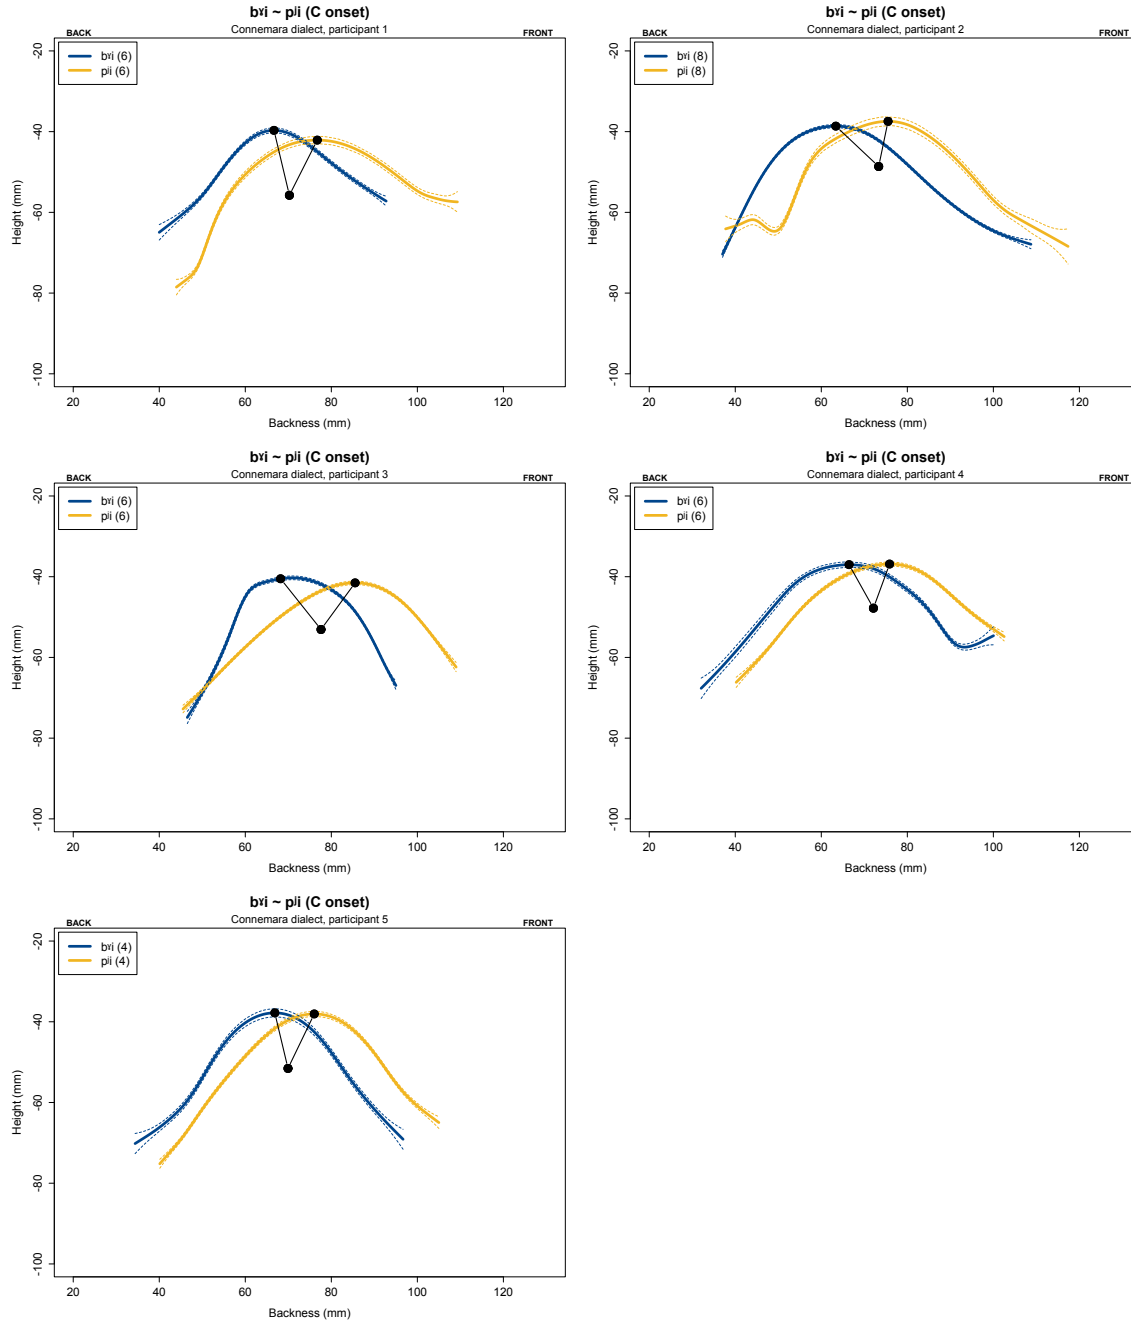 bˠi ~ pʲi (C onset)
Connemara dialect, participant 1
BACK
FRONT
bˠi (6)
pʲi (6)
Height (mm)
-20
-40
-60
-80
-100
20 40 60 80 100 120
Backness (mm)
bˠi ~ pʲi (C onset)
Connemara dialect, participant 2
BACK
FRONT
bˠi (8)
pʲi (8)
Height (mm)
-20
-40
-60
-80
-100
20 40 60 80 100 120
Backness (mm)
bˠi ~ pʲi (C onset)
Connemara dialect, participant 3
BACK
FRONT
bˠi (6)
pʲi (6)
Height (mm)
-20
-40
-60
-80
-100
20 40 60 80 100 120
Backness (mm)
bˠi ~ pʲi (C onset)
Connemara dialect, participant 4
BACK
FRONT
bˠi (6)
pʲi (6)
Height (mm)
-20
-40
-60
-80
-100
20 40 60 80 100 120
Backness (mm)
bˠi ~ pʲi (C onset)
Connemara dialect, participant 5
BACK
FRONT
bˠi (4)
pʲi (4)
Height (mm)
-20
-40
-60
-80
-100
20 40 60 80 100 120
Backness (mm)